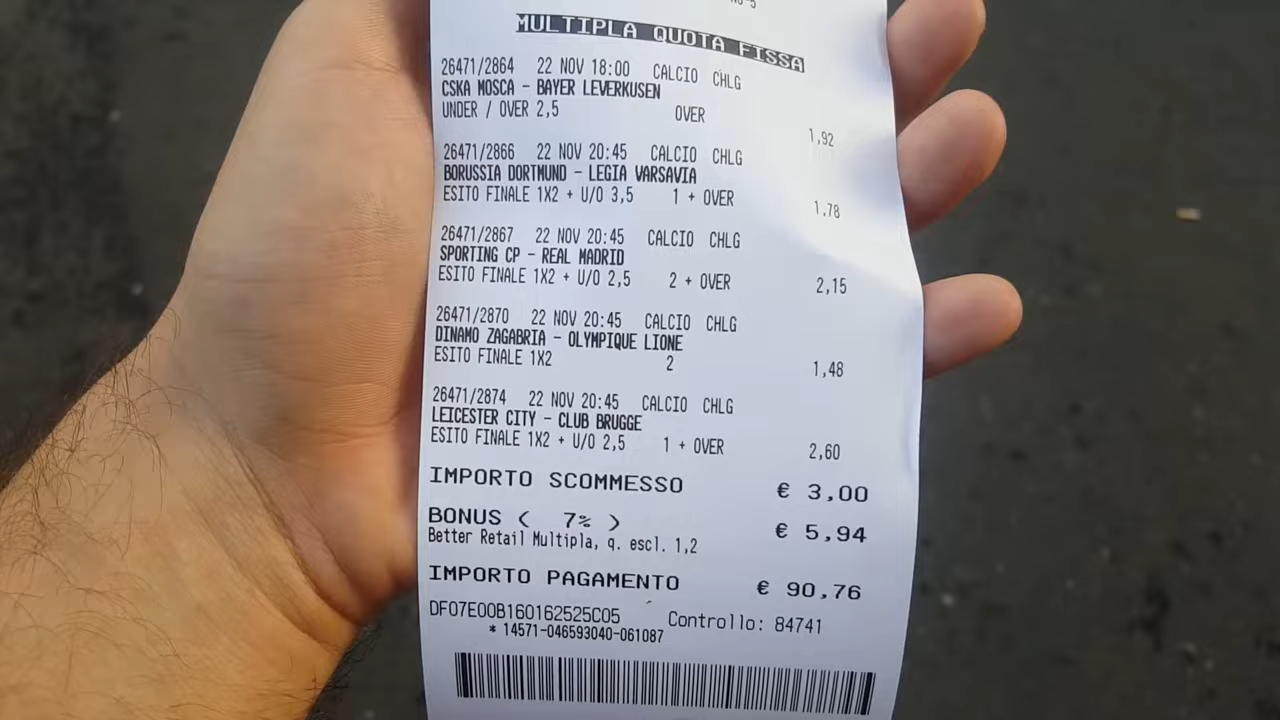 MULTIPLA QUOTA FISSA
26471/2864 22 NOV 18:00 CALCIO CHLG
CSKA MOSCA - BAYER LEVERKUSEN
UNDER / OVER 2,5 OVER 1,92
26471/2866 22 NOV 20:45 CALCIO CHLG
BORUSSIA DORTMUND - LEGIA VARSAVIA
ESITO FINALE 1X2 + U/O 3,5 1 + OVER 1,78
26471/2867 22 NOV 20:45 CALCIO CHLG
SPORTING CP - REAL MADRID
ESITO FINALE 1X2 + U/O 2,5 2 + OVER 2,15
26471/2870 22 NOV 20:45 CALCIO CHLG
DINAMO ZAGABRIA - OLYMPIQUE LIONE
ESITO FINALE 1X2 2 1,48
26471/2874 22 NOV 20:45 CALCIO CHLG
LEICESTER CITY - CLUB BRUGGE
ESITO FINALE 1X2 + U/O 2,5 1 + OVER 2,60
IMPORTO SCOMMESSO € 3,00
BONUS ( 7% ) € 5,94
Better Retail Multipla, q. escl. 1,2
IMPORTO PAGAMENTO € 90,76
DF07E00B160162525C05 Controllo: 84741
* 14571-046593040-061087